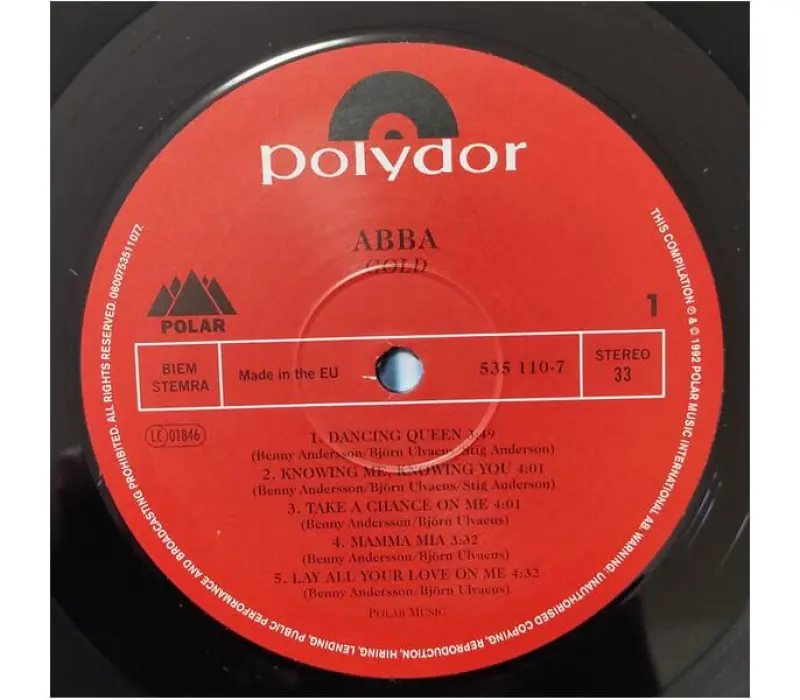 polydor
ABBA
GOLD
POLAR
1
BIEM
STEMRA
Made in the EU
535 110-7
STEREO
33
LC 01846
1. DANCING QUEEN 3:49
(Benny Andersson/Björn Ulvaeus/Stig Anderson)
2. KNOWING ME, KNOWING YOU 4:01
(Benny Andersson/Björn Ulvaeus/Stig Anderson)
3. TAKE A CHANCE ON ME 4:01
(Benny Andersson/Björn Ulvaeus)
4. MAMMA MIA 3:32
(Benny Andersson/Björn Ulvaeus)
5. LAY ALL YOUR LOVE ON ME 4:32
(Benny Andersson/Björn Ulvaeus)
POLAR MUSIC
THIS COMPILATION ℗ & © 1992 POLAR MUSIC INTERNATIONAL AB. WARNING: UNAUTHORISED COPYING, REPRODUCTION, HIRING, LENDING, PUBLIC PERFORMANCE AND BROADCASTING PROHIBITED. ALL RIGHTS RESERVED. 0600753511077.